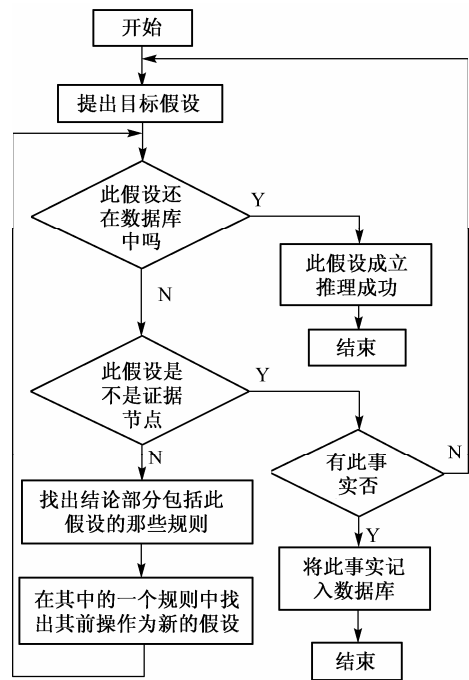 开始
提出目标假设
此假设还
在数据库
中吗
Y
此假设成立
推理成功
N
结束
此假设是
不是证据
节点
Y
N
有此事
实否
N
找出结论部分包括此
假设的那些规则
Y
将此事实记
入数据库
在其中的一个规则中找
出其前操作为新的假设
结束